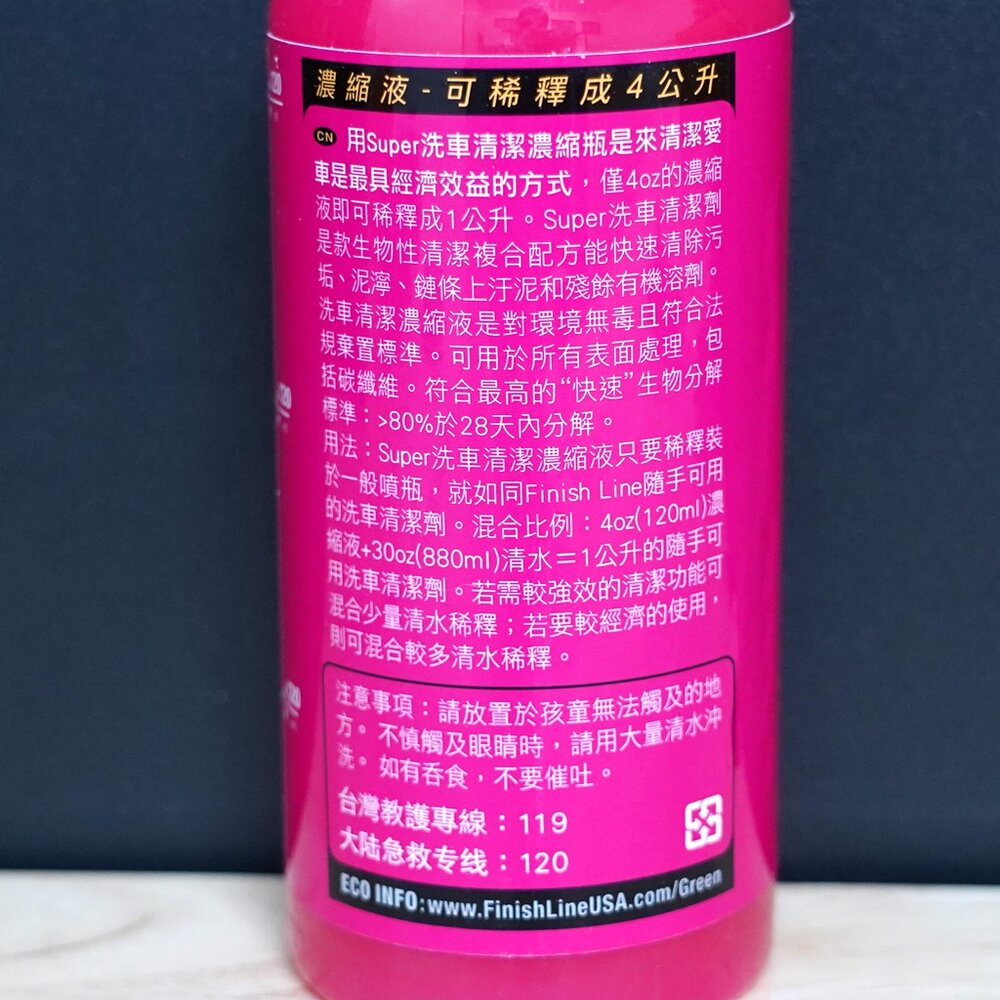 濃縮液-可稀釋成4公升
CN 用Super洗車清潔濃縮瓶是來清潔愛
車是最具經濟效益的方式，僅4oz的濃縮
液即可稀釋成1公升。Super洗車清潔劑
是款生物性清潔複合配方能快速清除污
垢、泥濘、鏈條上汙泥和殘餘有機溶劑。
洗車清潔濃縮液是對環境無毒且符合法
規棄置標準。可用於所有表面處理，包
括碳纖維。符合最高的“快速”生物分解
標準：>80%於28天內分解。
用法：Super洗車清潔濃縮液只要稀釋裝
於一般噴瓶，就如同Finish Line隨手可用
的洗車清潔劑。混合比例：4oz(120ml)濃
縮液+30oz(880ml)清水＝1公升的隨手可
用洗車清潔劑。若需較強效的清潔功能可
混合少量清水稀釋；若要較經濟的使用，
則可混合較多清水稀釋。
注意事項：請放置於孩童無法觸及的地
方。不慎觸及眼睛時，請用大量清水沖
洗。如有吞食，不要催吐。
台灣教護專線：119
大陆急救专线：120
ECO INFO:www.FinishLineUSA.com/Green